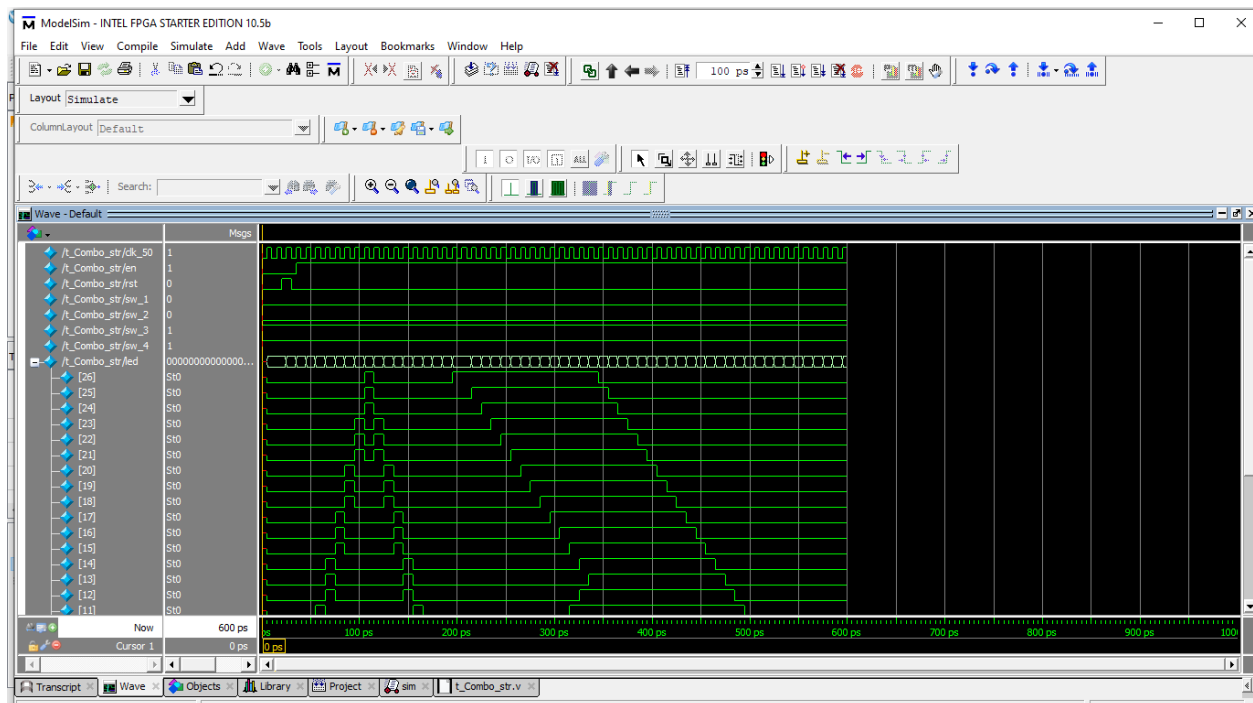 ModelSim - INTEL FPGA STARTER EDITION 10.5b
File Edit View Compile Simulate Add Wave Tools Layout Bookmarks Window Help
100 ps
Layout Simulate
ColumnLayout Default
ALL
Search:
Wave - Default
Msgs
/t_Combo_str/clk_50 1
/t_Combo_str/en 1
/t_Combo_str/rst 0
/t_Combo_str/sw_1 0
/t_Combo_str/sw_2 0
/t_Combo_str/sw_3 1
/t_Combo_str/sw_4 1
/t_Combo_str/led 00000000000000...
[26] St0
[25] St0
[24] St0
[23] St0
[22] St0
[21] St0
[20] St0
[19] St0
[18] St0
[17] St0
[16] St0
[15] St0
[14] St0
[13] St0
[12] St0
[11] St0
Now 600 ps
ps 100 ps 200 ps 300 ps 400 ps 500 ps 600 ps 700 ps 800 ps 900 ps 100
Cursor 1 0 ps 0 ps
Transcript Wave Objects Library Project sim t_Combo_str.v